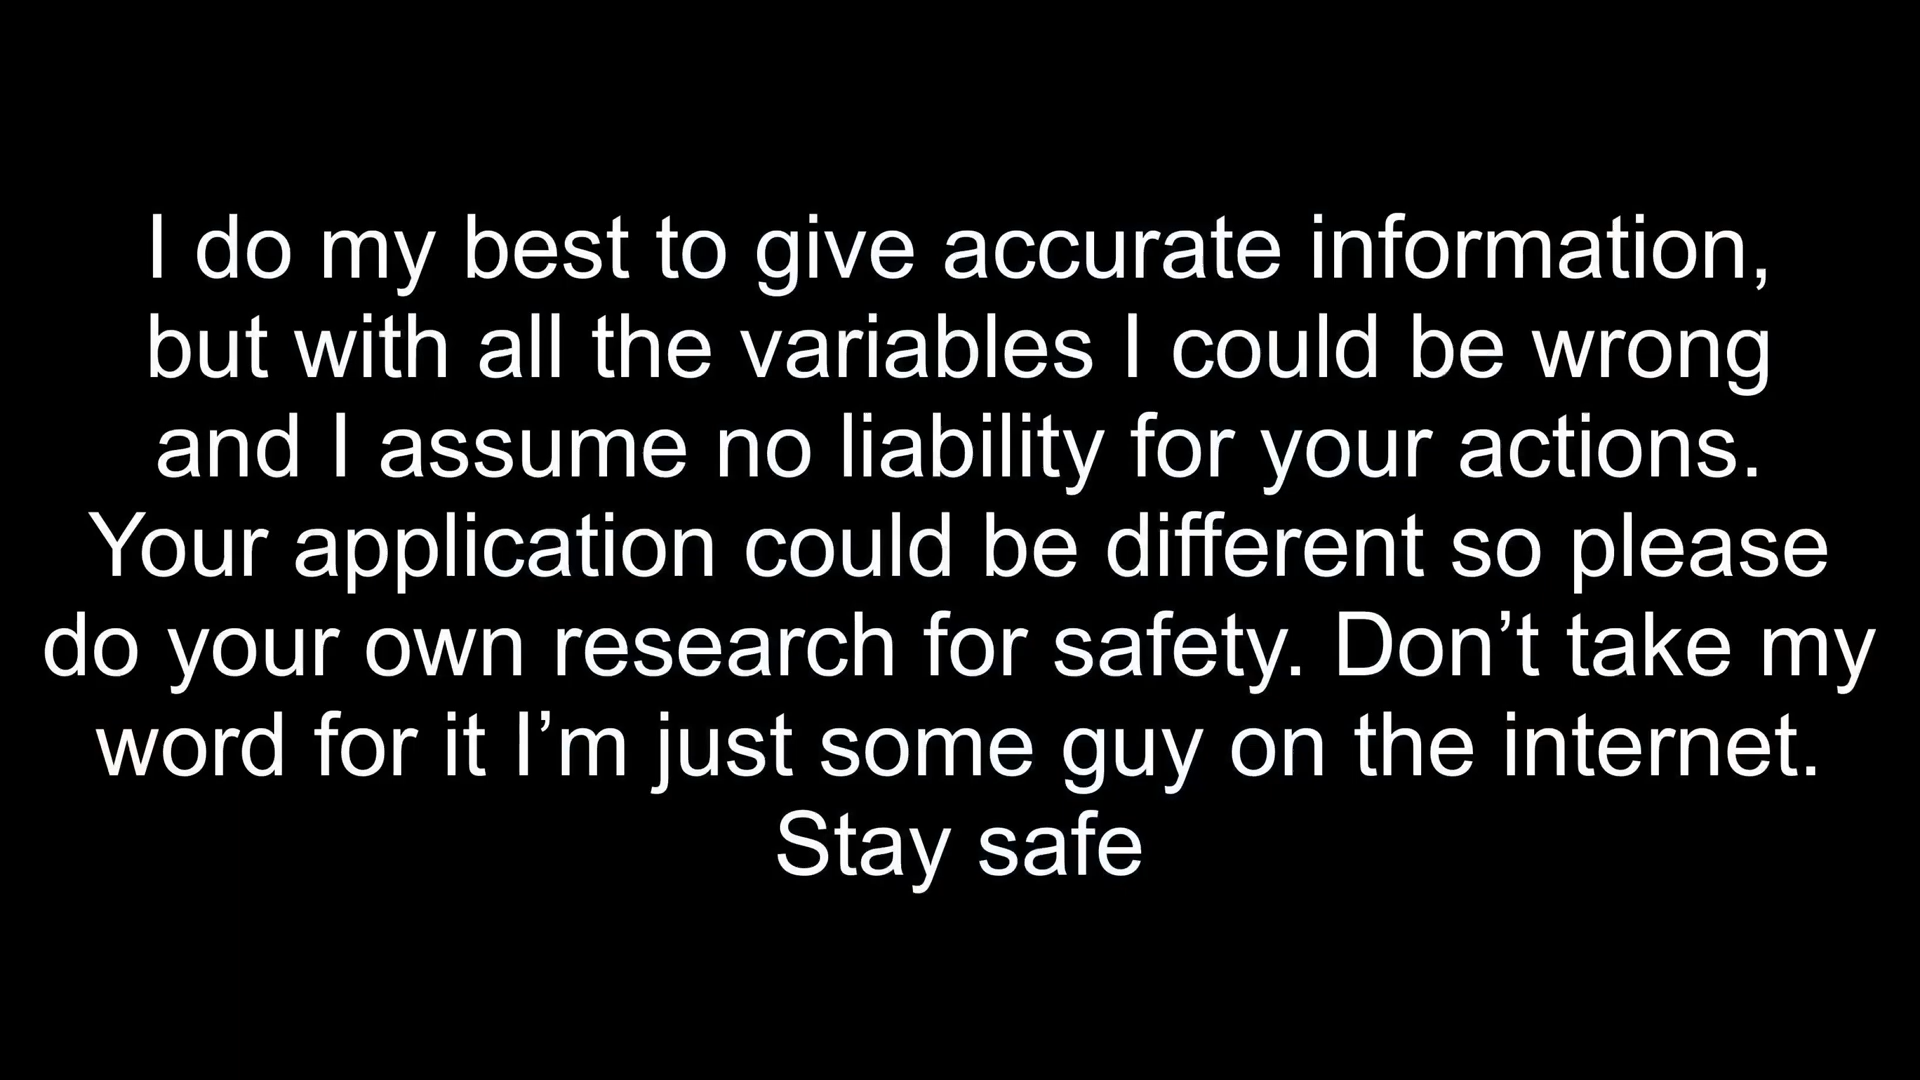 I do my best to give accurate information,
but with all the variables I could be wrong
and I assume no liability for your actions.
Your application could be different so please
do your own research for safety. Don’t take my
word for it I’m just some guy on the internet.
Stay safe